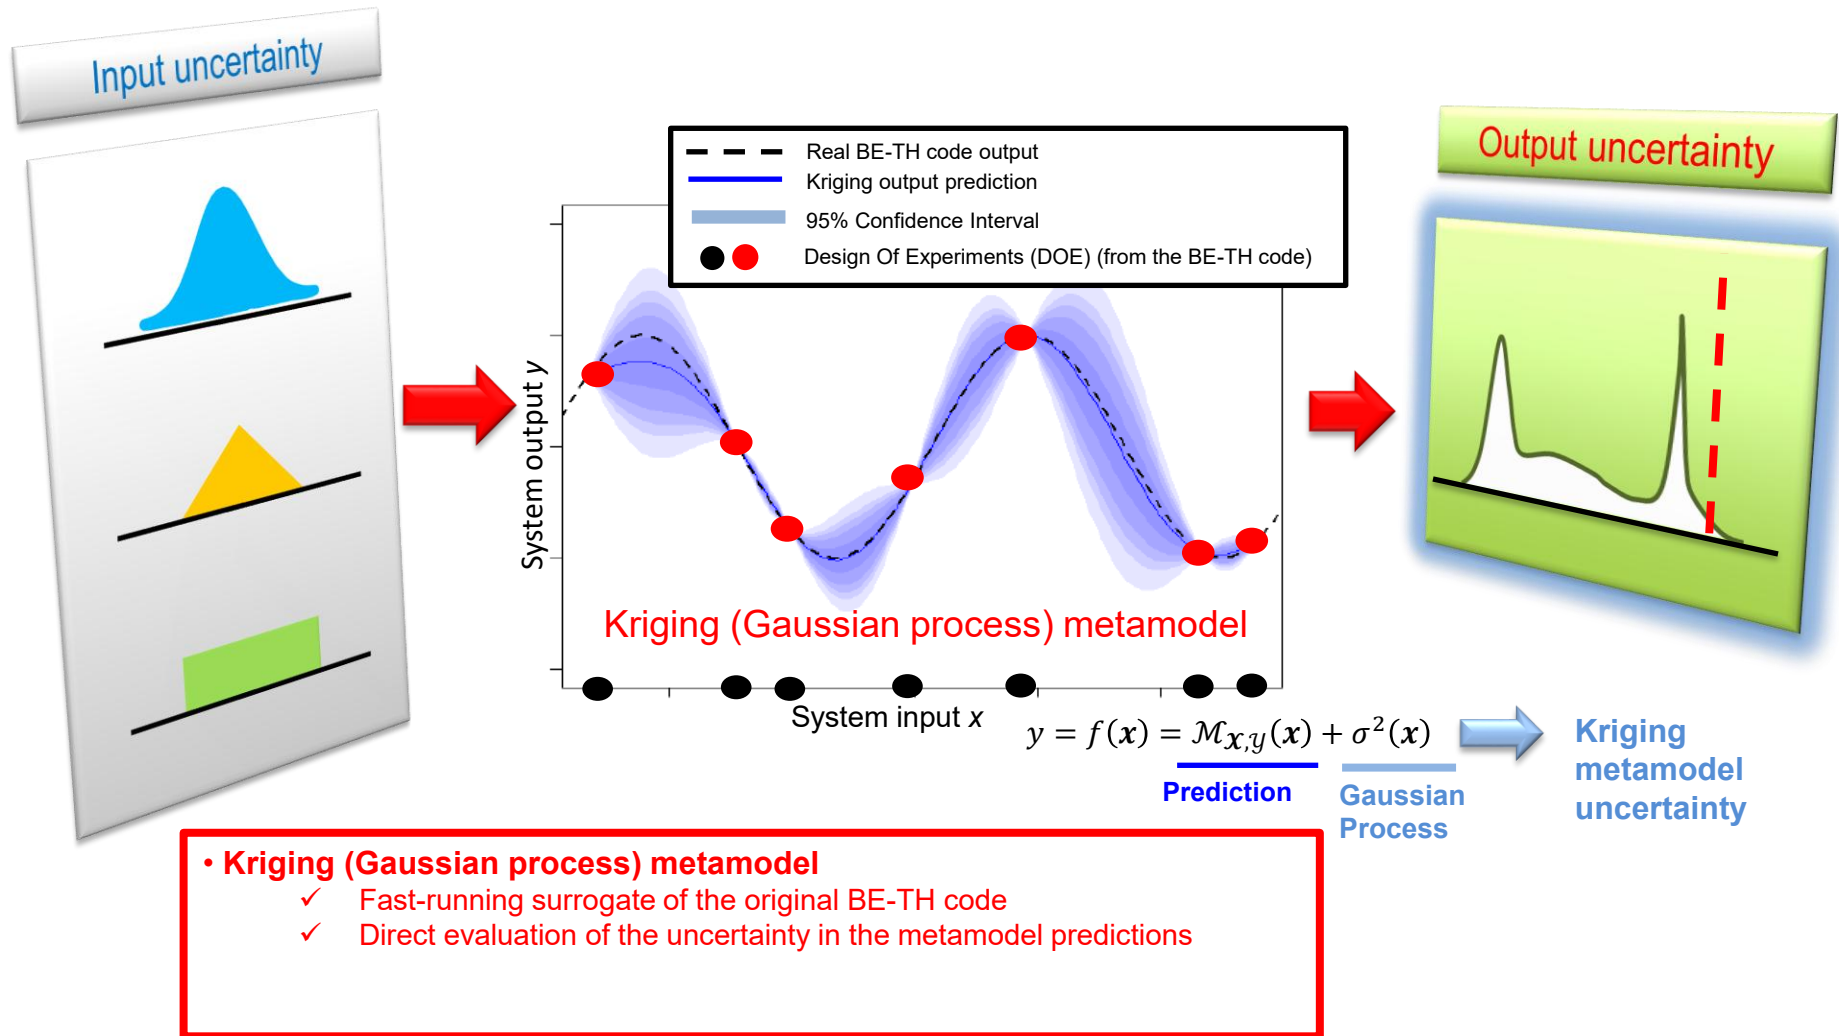 Input uncertainty
Real BE-TH code output
Kriging output prediction
95% Confidence Interval
Design Of Experiments (DOE) (from the BE-TH code)
Output uncertainty
System output y
Kriging (Gaussian process) metamodel
System input x
y = f(𝒙) = ℳ𝓧,𝓨(𝒙) + σ²(𝒙)
Prediction
Gaussian
Process
Kriging
metamodel
uncertainty
• Kriging (Gaussian process) metamodel
✓ Fast-running surrogate of the original BE-TH code
✓ Direct evaluation of the uncertainty in the metamodel predictions